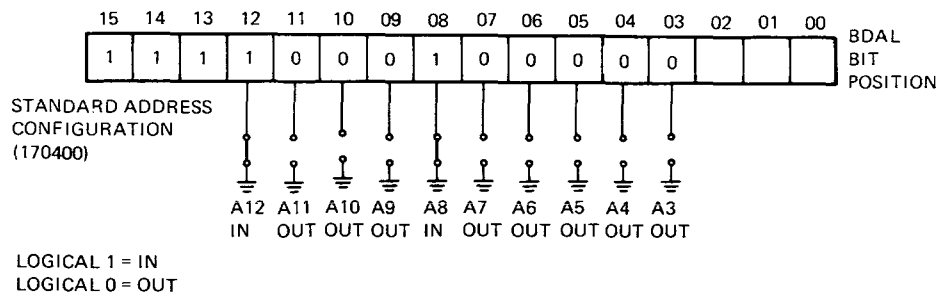 15 14 13 12 11 10 09 08 07 06 05 04 03 02 01 00
BDAL
BIT
POSITION
1 1 1 1 0 0 0 1 0 0 0 0 0
STANDARD ADDRESS
CONFIGURATION
(170400)
A12 A11 A10 A9 A8 A7 A6 A5 A4 A3
IN OUT OUT OUT IN OUT OUT OUT OUT OUT
LOGICAL 1 = IN
LOGICAL 0 = OUT